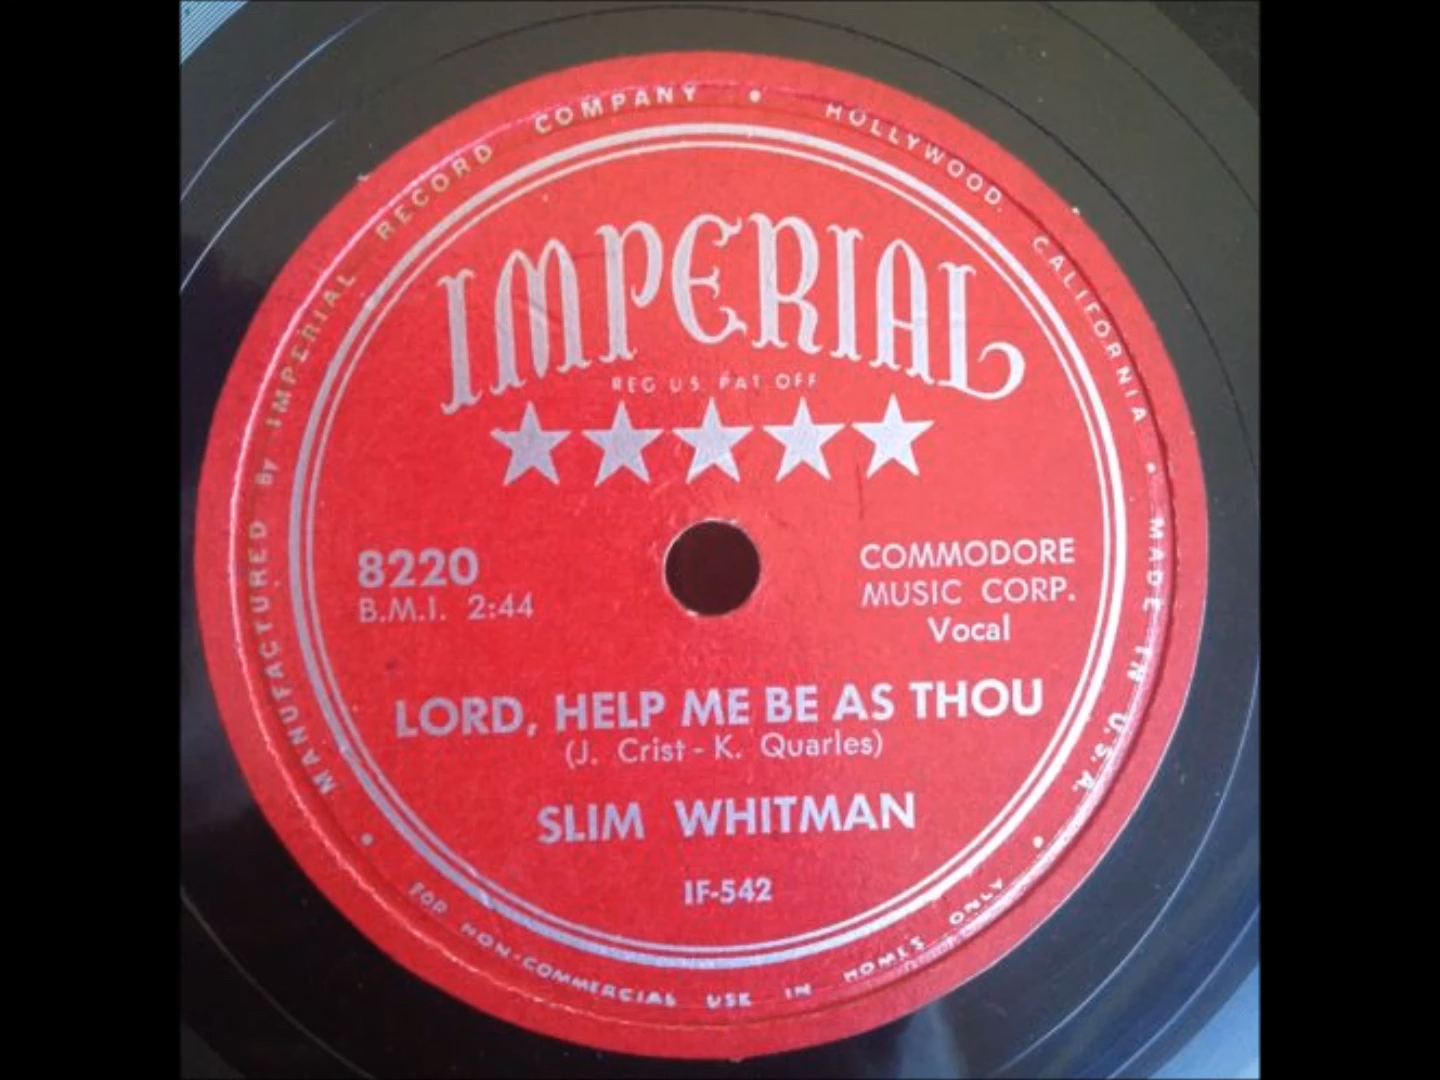 MANUFACTURED By IMPERIAL RECORD COMPANY • HOLLYWOOD, CALIFORNIA • MADE IN U.S.A. •
IMPERIAL
REG US PAT OFF
8220
B.M.I. 2:44
COMMODORE
MUSIC CORP.
Vocal
LORD, HELP ME BE AS THOU
(J. Crist - K. Quarles)
SLIM WHITMAN
IF-542
FOR NON-COMMERCIAL USE IN HOMES ONLY